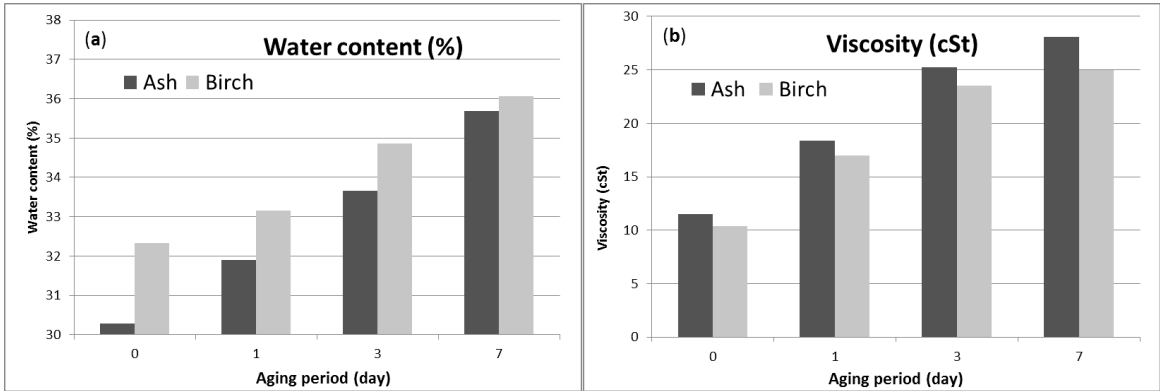 (a)
Water content (%)
Ash Birch
Water content (%)
38
37
36
35
34
33
32
31
30
0 1 3 7
Aging period (day)
(b)
Viscosity (cSt)
Ash Birch
Viscosity (cSt)
30
25
20
15
10
5
0
0 1 3 7
Aging period (day)